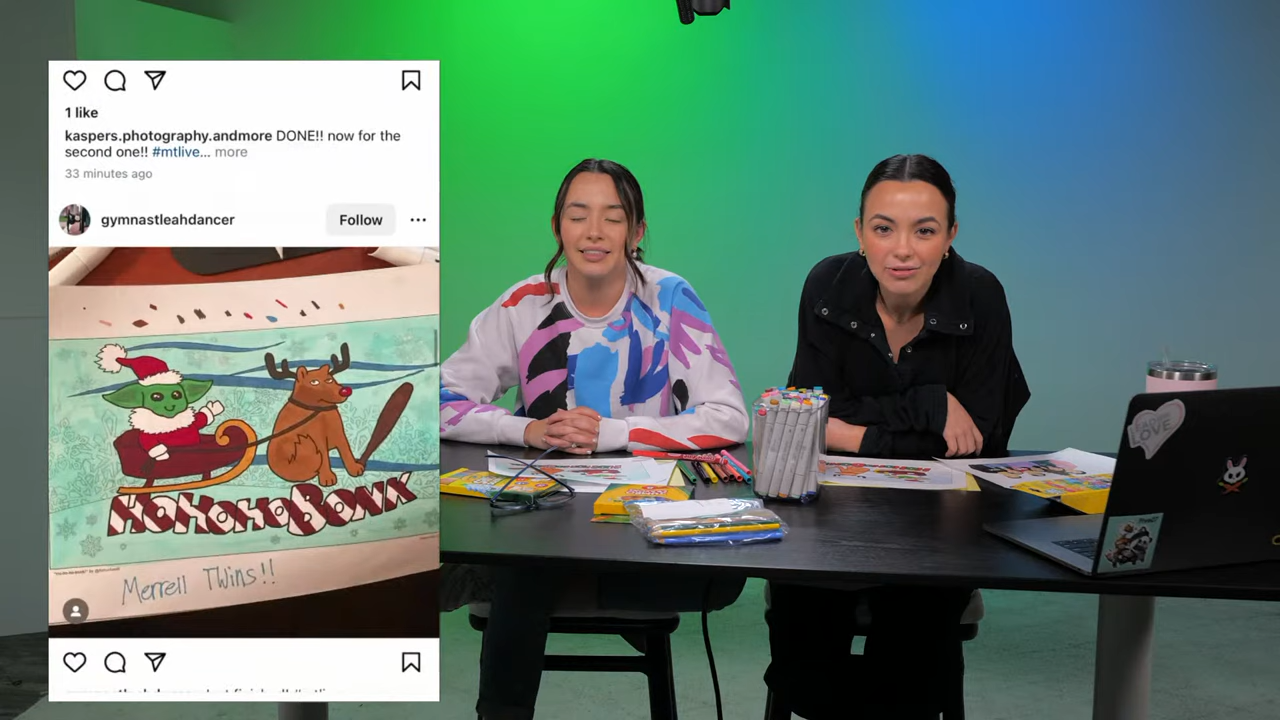 1 like
kaspers.photography.andmore DONE!! now for the
second one!! #mtlive... more
33 minutes ago
gymnastleahdancer
Follow
HOHOHOBONK
Merrell Twins!!
LOVE